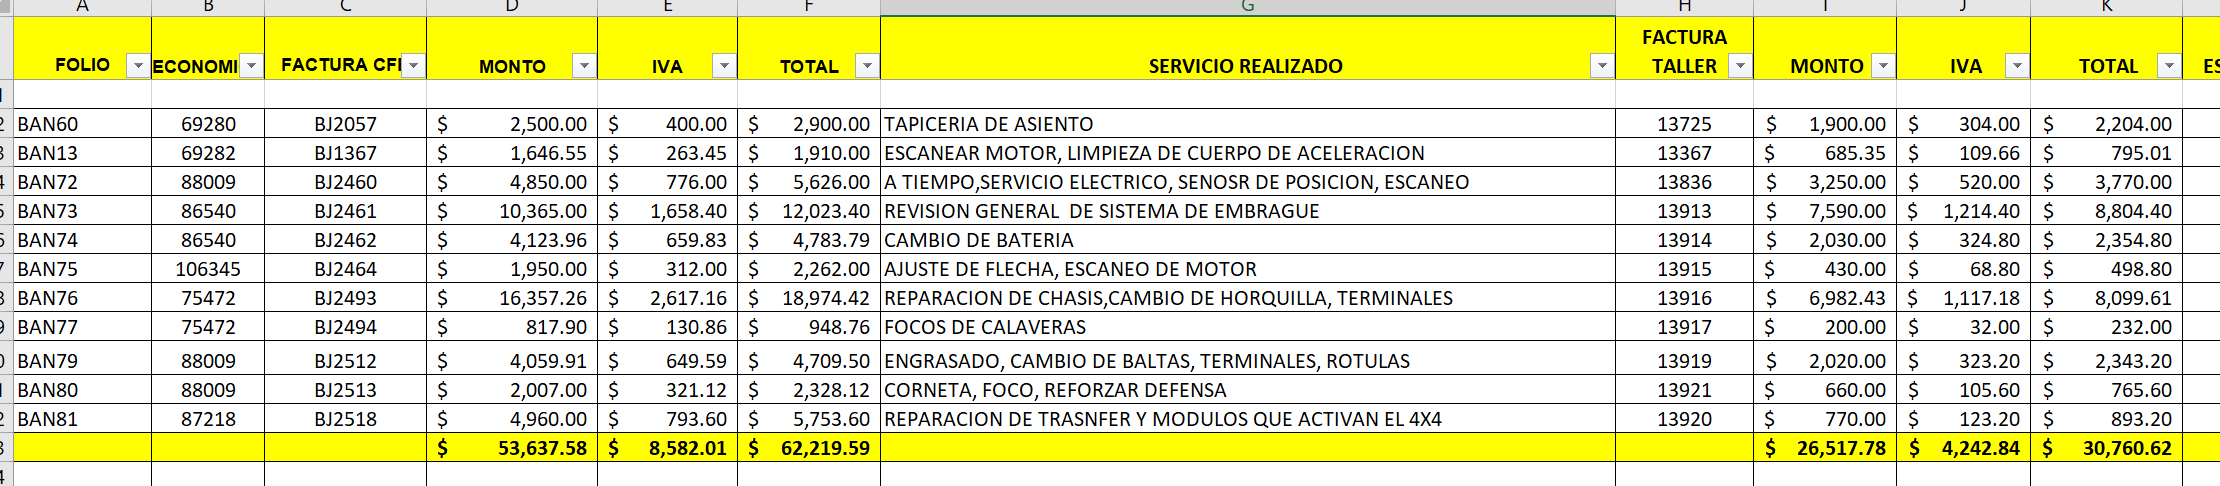 A B C D E F G H I J K
FOLIO ECONOMI FACTURA CFI MONTO IVA TOTAL SERVICIO REALIZADO FACTURA TALLER MONTO IVA TOTAL ES
BAN60 69280 BJ2057 $ 2,500.00 $ 400.00 $ 2,900.00 TAPICERIA DE ASIENTO 13725 $ 1,900.00 $ 304.00 $ 2,204.00
BAN13 69282 BJ1367 $ 1,646.55 $ 263.45 $ 1,910.00 ESCANEAR MOTOR, LIMPIEZA DE CUERPO DE ACELERACION 13367 $ 685.35 $ 109.66 $ 795.01
BAN72 88009 BJ2460 $ 4,850.00 $ 776.00 $ 5,626.00 A TIEMPO,SERVICIO ELECTRICO, SENOSR DE POSICION, ESCANEO 13836 $ 3,250.00 $ 520.00 $ 3,770.00
BAN73 86540 BJ2461 $ 10,365.00 $ 1,658.40 $ 12,023.40 REVISION GENERAL  DE SISTEMA DE EMBRAGUE 13913 $ 7,590.00 $ 1,214.40 $ 8,804.40
BAN74 86540 BJ2462 $ 4,123.96 $ 659.83 $ 4,783.79 CAMBIO DE BATERIA 13914 $ 2,030.00 $ 324.80 $ 2,354.80
BAN75 106345 BJ2464 $ 1,950.00 $ 312.00 $ 2,262.00 AJUSTE DE FLECHA, ESCANEO DE MOTOR 13915 $ 430.00 $ 68.80 $ 498.80
BAN76 75472 BJ2493 $ 16,357.26 $ 2,617.16 $ 18,974.42 REPARACION DE CHASIS,CAMBIO DE HORQUILLA, TERMINALES 13916 $ 6,982.43 $ 1,117.18 $ 8,099.61
BAN77 75472 BJ2494 $ 817.90 $ 130.86 $ 948.76 FOCOS DE CALAVERAS 13917 $ 200.00 $ 32.00 $ 232.00
BAN79 88009 BJ2512 $ 4,059.91 $ 649.59 $ 4,709.50 ENGRASADO, CAMBIO DE BALTAS, TERMINALES, ROTULAS 13919 $ 2,020.00 $ 323.20 $ 2,343.20
BAN80 88009 BJ2513 $ 2,007.00 $ 321.12 $ 2,328.12 CORNETA, FOCO, REFORZAR DEFENSA 13921 $ 660.00 $ 105.60 $ 765.60
BAN81 87218 BJ2518 $ 4,960.00 $ 793.60 $ 5,753.60 REPARACION DE TRASNFER Y MODULOS QUE ACTIVAN EL 4X4 13920 $ 770.00 $ 123.20 $ 893.20
$ 53,637.58 $ 8,582.01 $ 62,219.59 $ 26,517.78 $ 4,242.84 $ 30,760.62